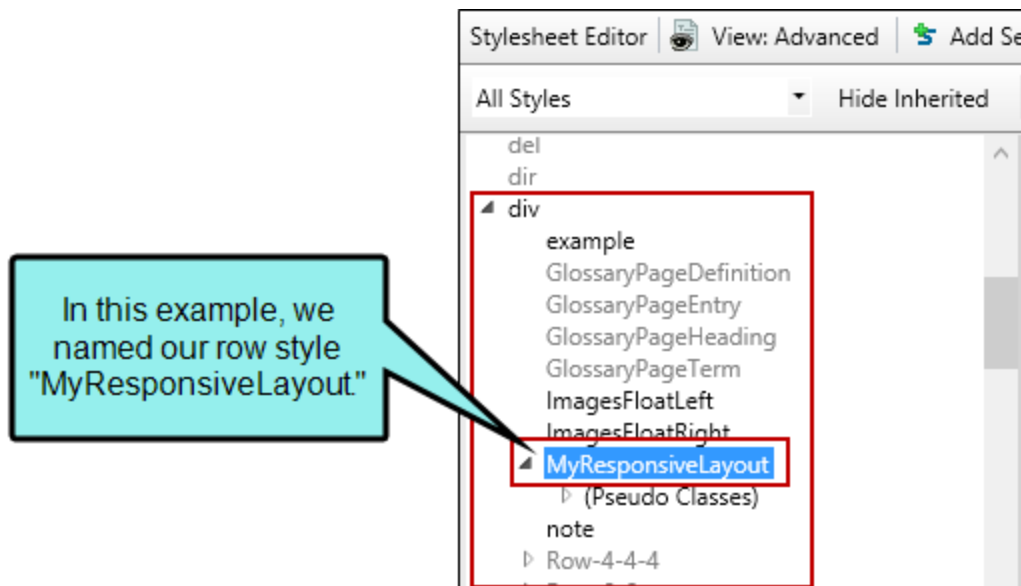 Stylesheet Editor View: Advanced Add Se
All Styles Hide Inherited
del
dir
div
example
GlossaryPageDefinition
GlossaryPageEntry
GlossaryPageHeading
GlossaryPageTerm
ImagesFloatLeft
ImagesFloatRight
MyResponsiveLayout
(Pseudo Classes)
note
Row-4-4-4
In this example, we
named our row style
"MyResponsiveLayout."